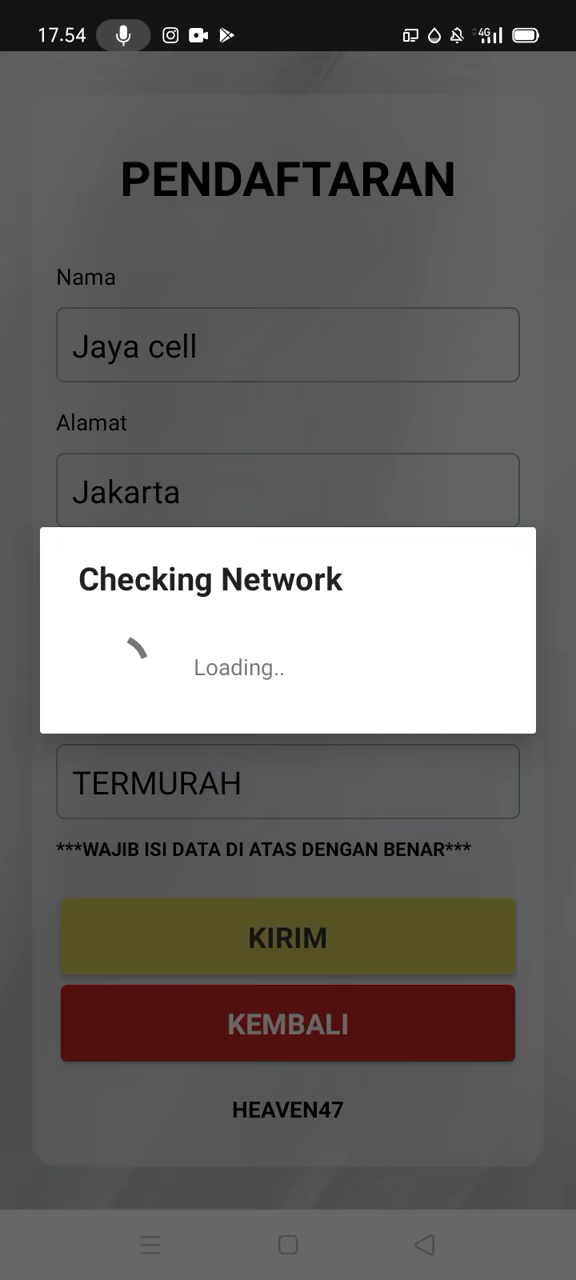 17.54
4G
PENDAFTARAN
Nama
Jaya cell
Alamat
Jakarta
Checking Network
Loading..
TERMURAH
***WAJIB ISI DATA DI ATAS DENGAN BENAR***
KIRIM
KEMBALI
HEAVEN47